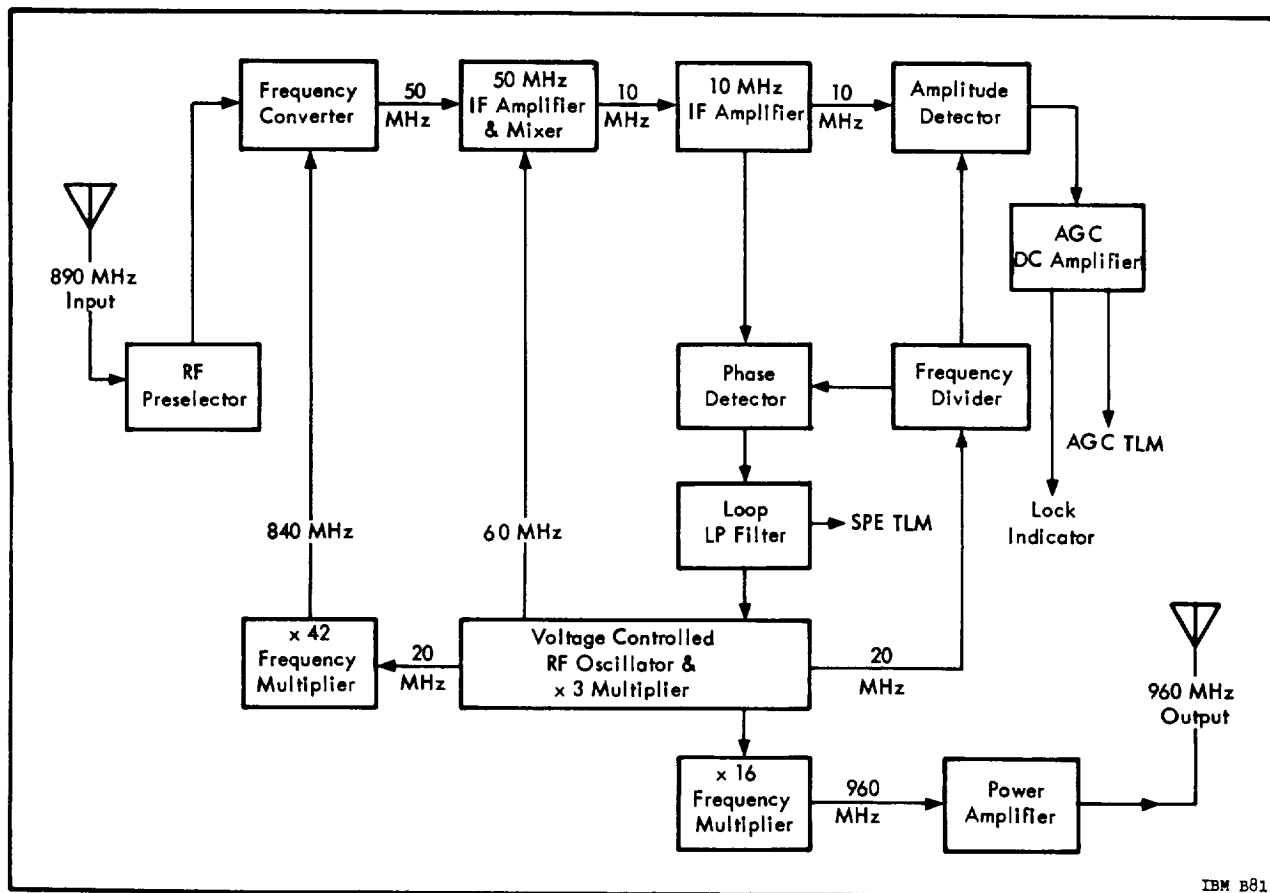 Frequency
Converter
50
MHz
50 MHz
IF Amplifier
& Mixer
10
MHz
10 MHz
IF Amplifier
10
MHz
Amplitude
Detector
AGC
DC Amplifier
890 MHz
Input
RF
Preselector
Phase
Detector
Frequency
Divider
AGC TLM
Loop
LP Filter
SPE TLM
Lock
Indicator
840 MHz
60 MHz
x 42
Frequency
Multiplier
20
MHz
Voltage Controlled
RF Oscillator &
x 3 Multiplier
20
MHz
960 MHz
Output
x 16
Frequency
Multiplier
960
MHz
Power
Amplifier
IBM B81